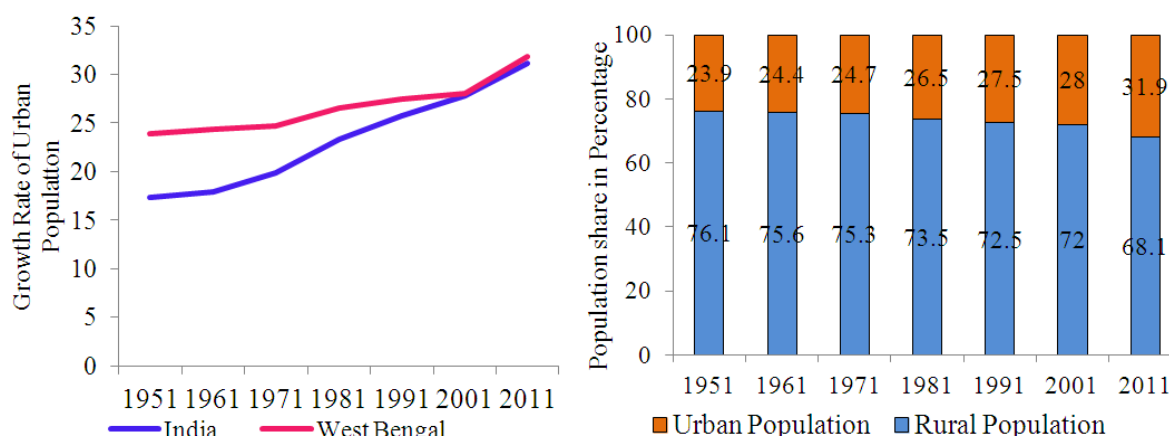 35
30
25
20
15
10
5
0
Growth Rate of Urban
Population
1951 1961 1971 1981 1991 2001 2011
India West Bengal
100
80
60
40
20
0
Population share in Percentage
23.9 24.4 24.7 26.5 27.5 28 31.9
76.1 75.6 75.3 73.5 72.5 72 68.1
1951 1961 1971 1981 1991 2001 2011
Urban Population Rural Population